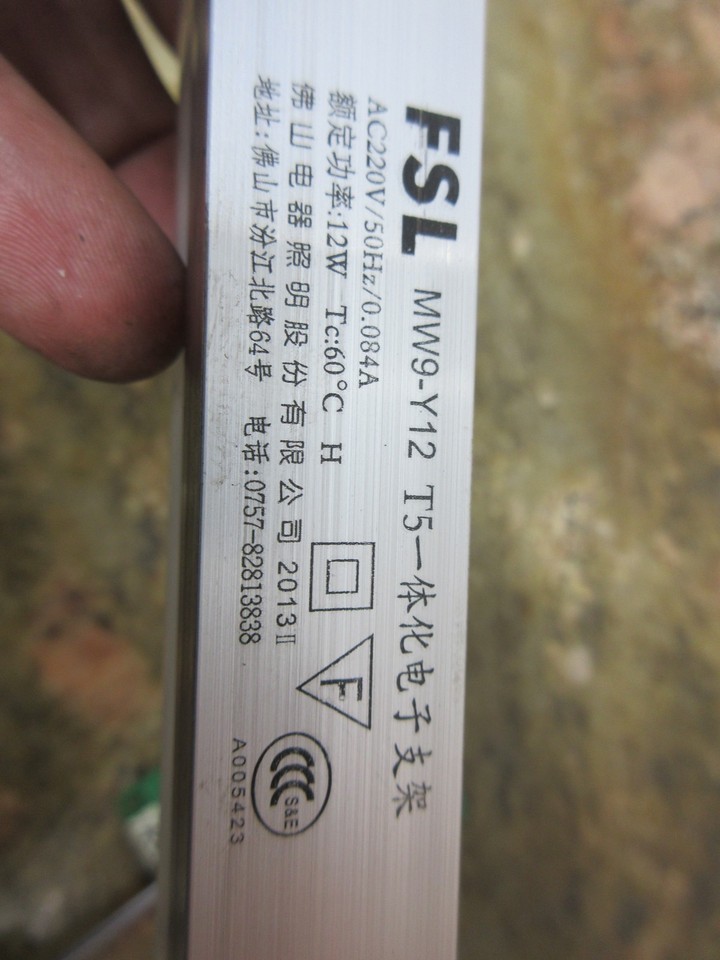 FSL MW9-Y12 T5一体化电子支架
AC220V/50Hz/0.084A
额定功率:12W Tc:60°C H
F
佛山电器照明股份有限公司 2013Ⅱ
地址:佛山市汾江北路64号 电话:0757-82813838
CCC S&E
A005423